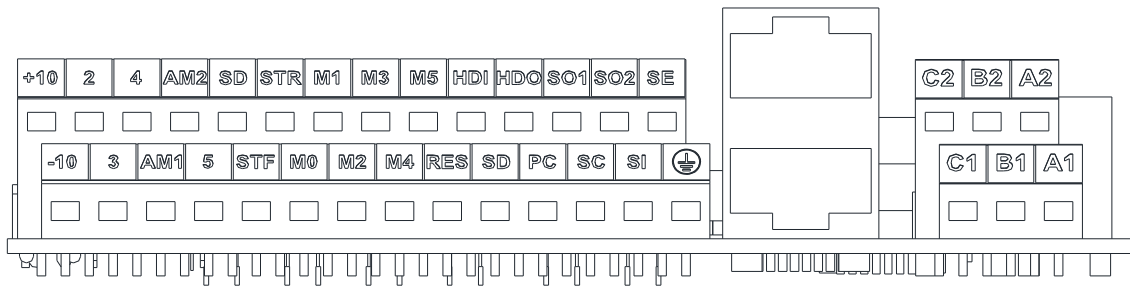 +10 2 4 AM2 SD STR M1 M3 M5 HDI HDO SO1 SO2 SE
C2 B2 A2
-10 3 AM1 5 STF M0 M2 M4 RES SD PC SC SI
C1 B1 A1